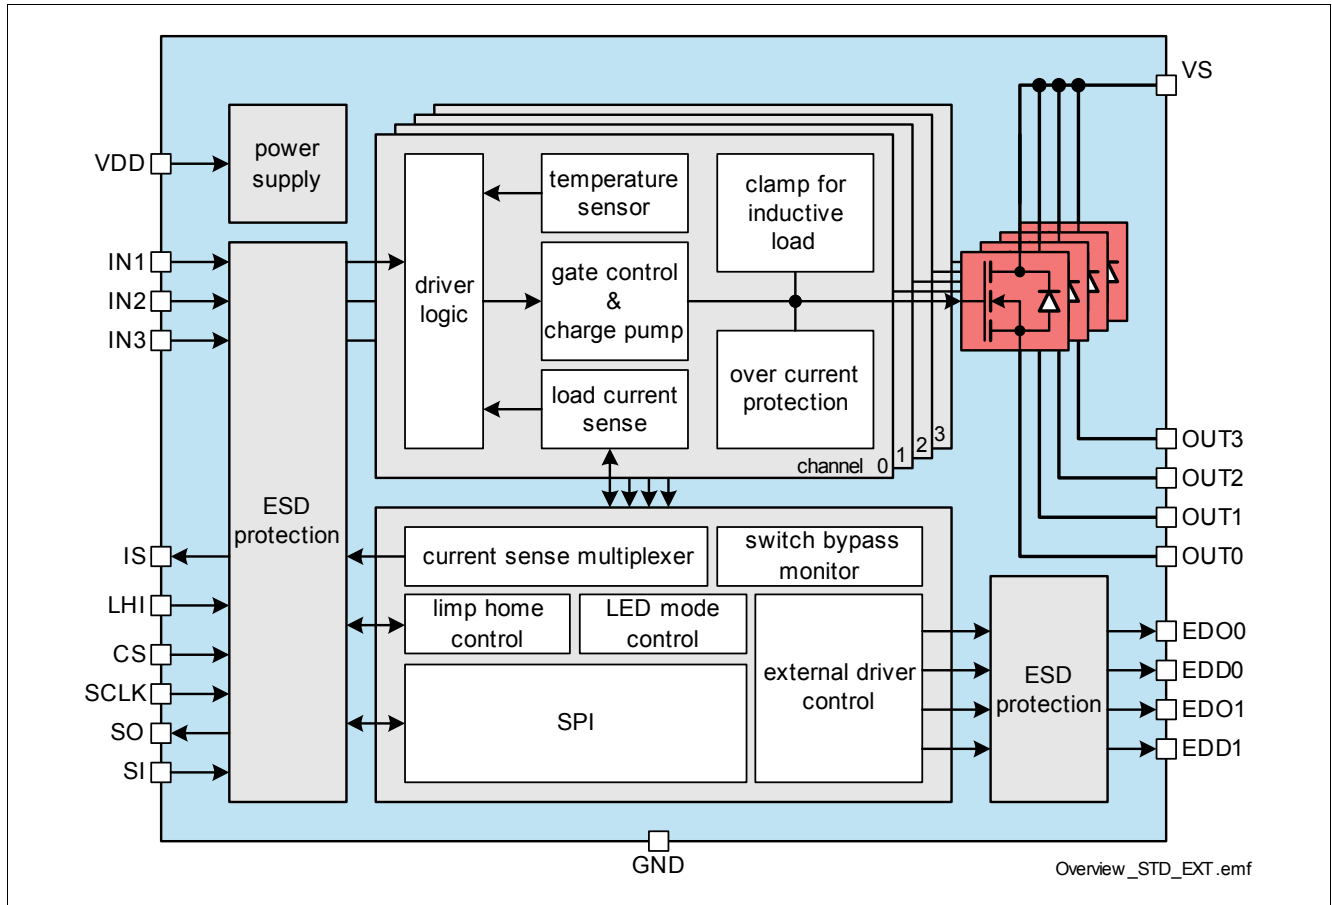 VS
VDD
power
supply
temperature
sensor
clamp for
inductive
load
IN1
IN2
IN3
driver
logic
gate control
&
charge pump
load current
sense
over current
protection
channel 0
1
2
3
OUT3
OUT2
OUT1
OUT0
ESD
protection
IS
LHI
CS
SCLK
SO
SI
current sense multiplexer
switch bypass
monitor
limp home
control
LED mode
control
SPI
external driver
control
ESD
protection
EDO0
EDD0
EDO1
EDD1
GND
Overview_STD_EXT.emf